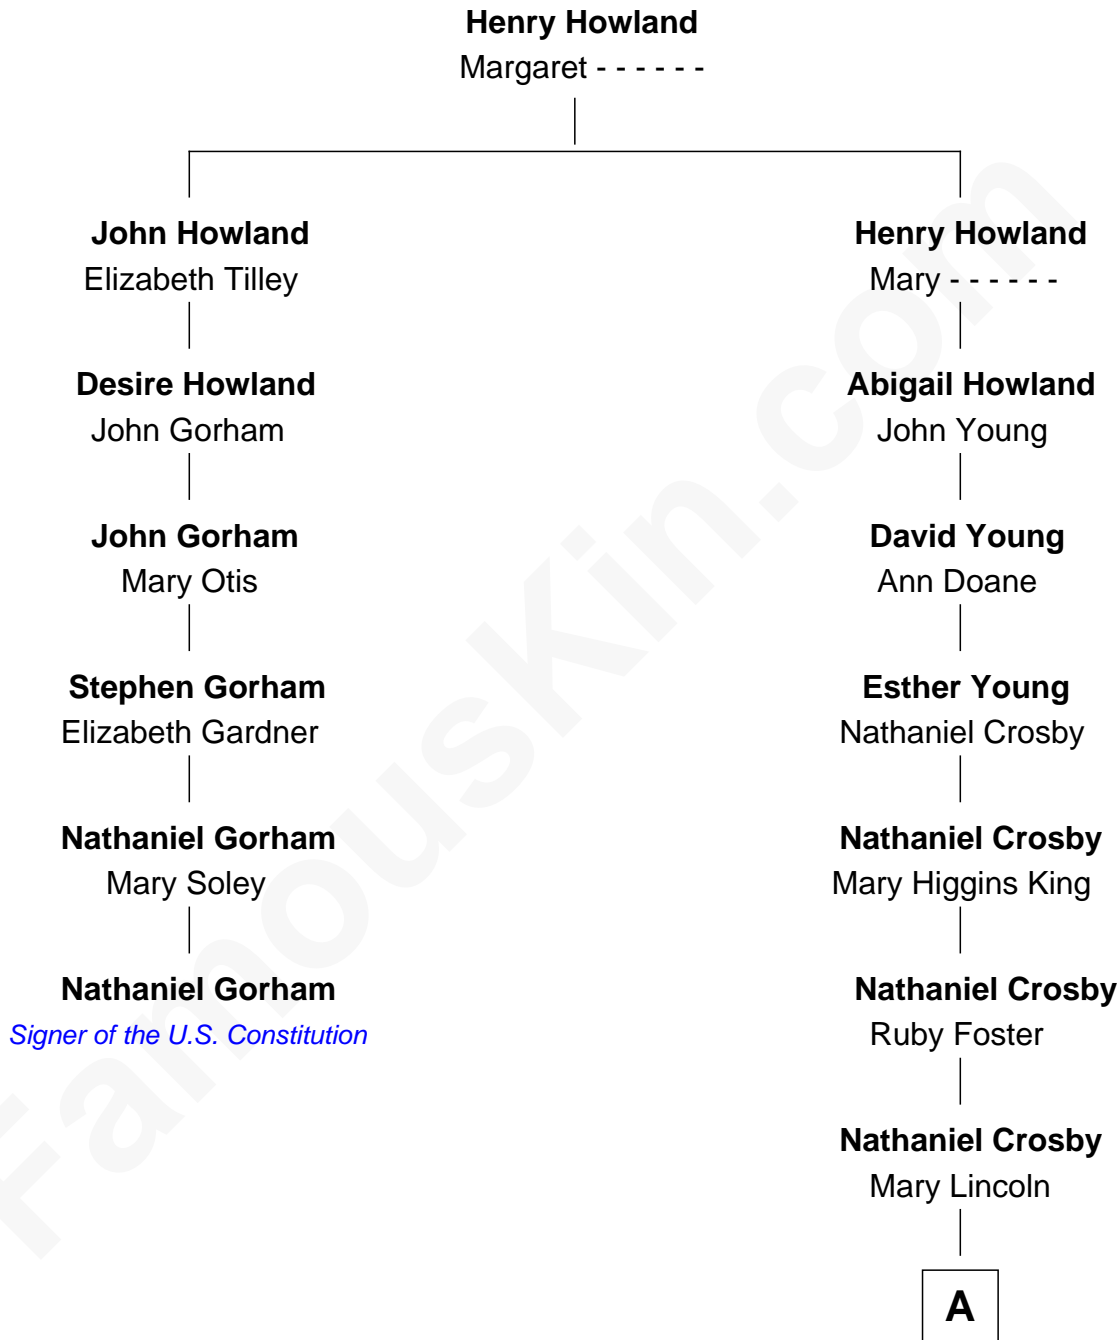 Henry Howland
Margaret - - - - - -
John Howland
Elizabeth Tilley
Desire Howland
John Gorham
John Gorham
Mary Otis
Stephen Gorham
Elizabeth Gardner
Nathaniel Gorham
Mary Soley
Nathaniel Gorham
Signer of the U.S. Constitution
Henry Howland
Mary - - - - - -
Abigail Howland
John Young
David Young
Ann Doane
Esther Young
Nathaniel Crosby
Nathaniel Crosby
Mary Higgins King
Nathaniel Crosby
Ruby Foster
Nathaniel Crosby
Mary Lincoln
A
FamousKin.com